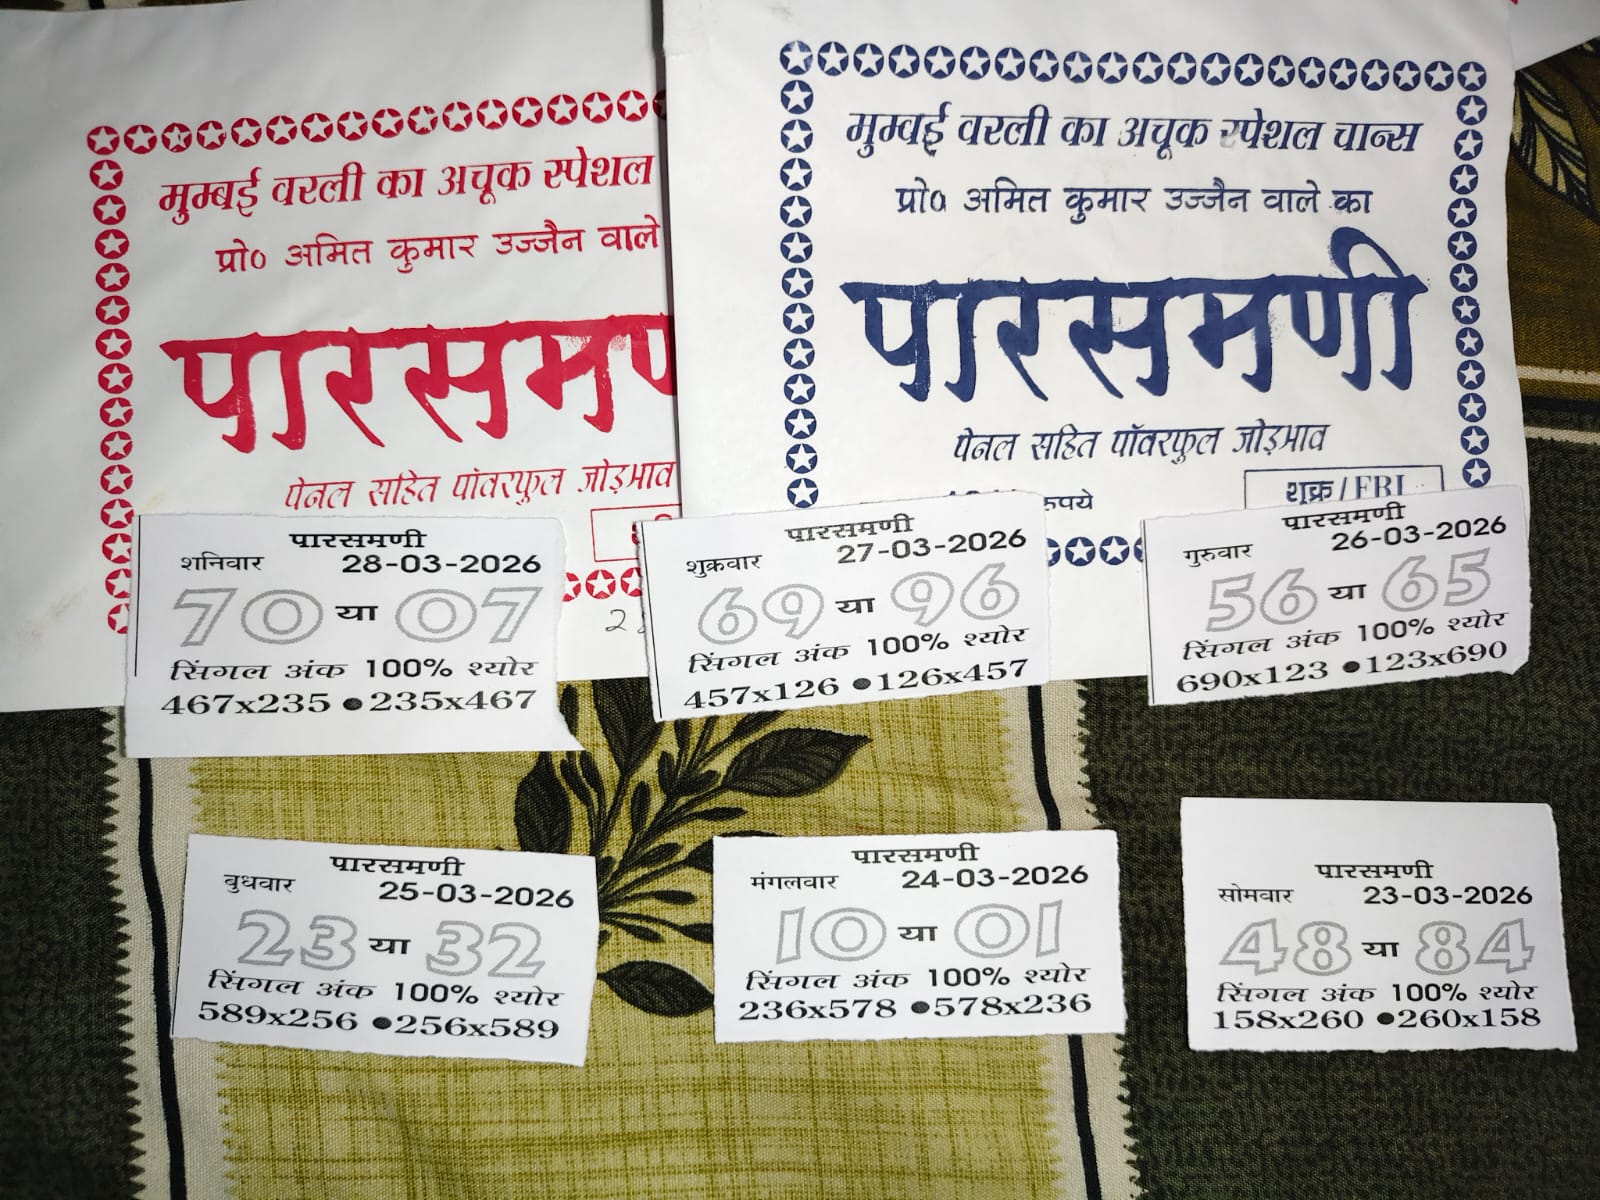 मुम्बई वरली का अचूक स्पेशल
प्रो० अमित कुमार उज्जैन वाले
पारसम
पेनल सहित पॉवरफुल जोड़भाव
मुम्बई वरली का अचूक स्पेशल चान्स
प्रो० अमित कुमार उज्जैन वाले का
पारसमणी
पेनल सहित पॉवरफुल जोड़भाव
रुपये
शुक्र/FRI
पारसमणी
शनिवार 28-03-2026
70 या 07
सिंगल अंक 100% श्योर
467x235 ●235x467
पारसमणी
शुक्रवार 27-03-2026
69 या 96
सिंगल अंक 100% श्योर
457x126 ●126x457
पारसमणी
गुरुवार 26-03-2026
56 या 65
सिंगल अंक 100% श्योर
690x123 ●123x690
पारसमणी
बुधवार 25-03-2026
23 या 32
सिंगल अंक 100% श्योर
589x256 ●256x589
पारसमणी
मंगलवार 24-03-2026
10 या 01
सिंगल अंक 100% श्योर
236x578 ●578x236
पारसमणी
सोमवार 23-03-2026
48 या 84
सिंगल अंक 100% श्योर
158x260 ●260x158